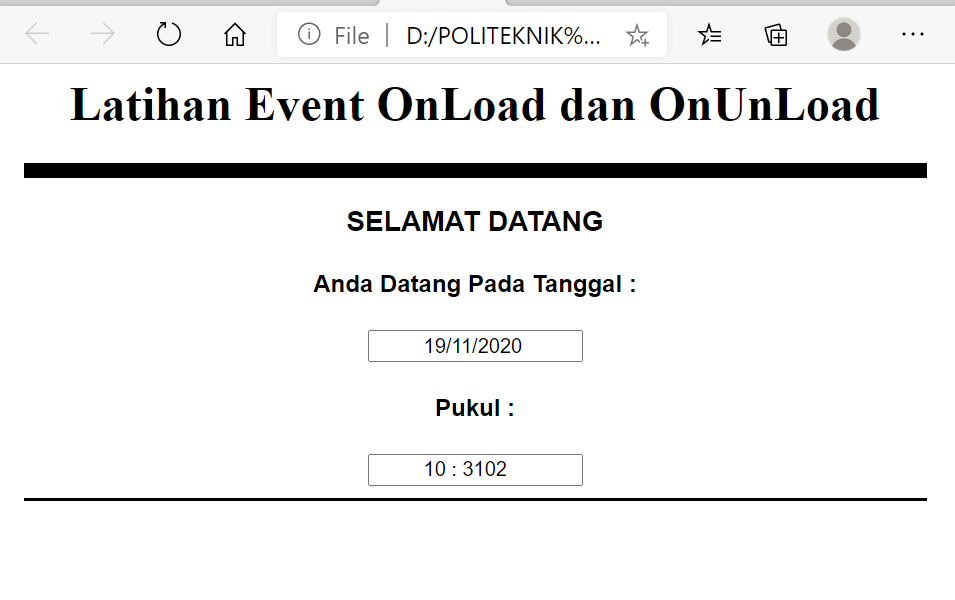 File | D:/POLITEKNIK%...
Latihan Event OnLoad dan OnUnLoad
SELAMAT DATANG
Anda Datang Pada Tanggal :
19/11/2020
Pukul :
10 : 3102